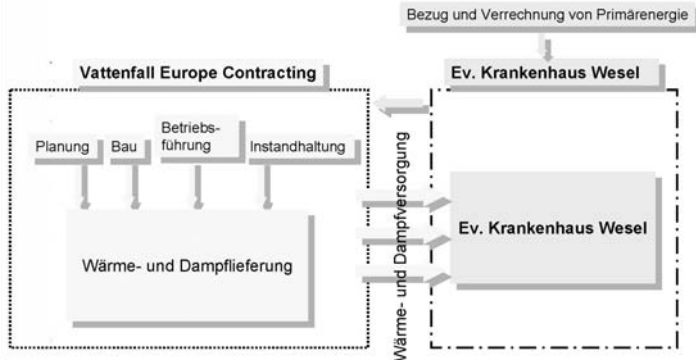 Bezug und Verrechnung von Primärenergie
Vattenfall Europe Contracting
Ev. Krankenhaus Wesel
Planung
Bau
Betriebs-
führung
Instandhaltung
Wärme- und Dampflieferung
Wärme- und Dampfversorgung
Ev. Krankenhaus Wesel